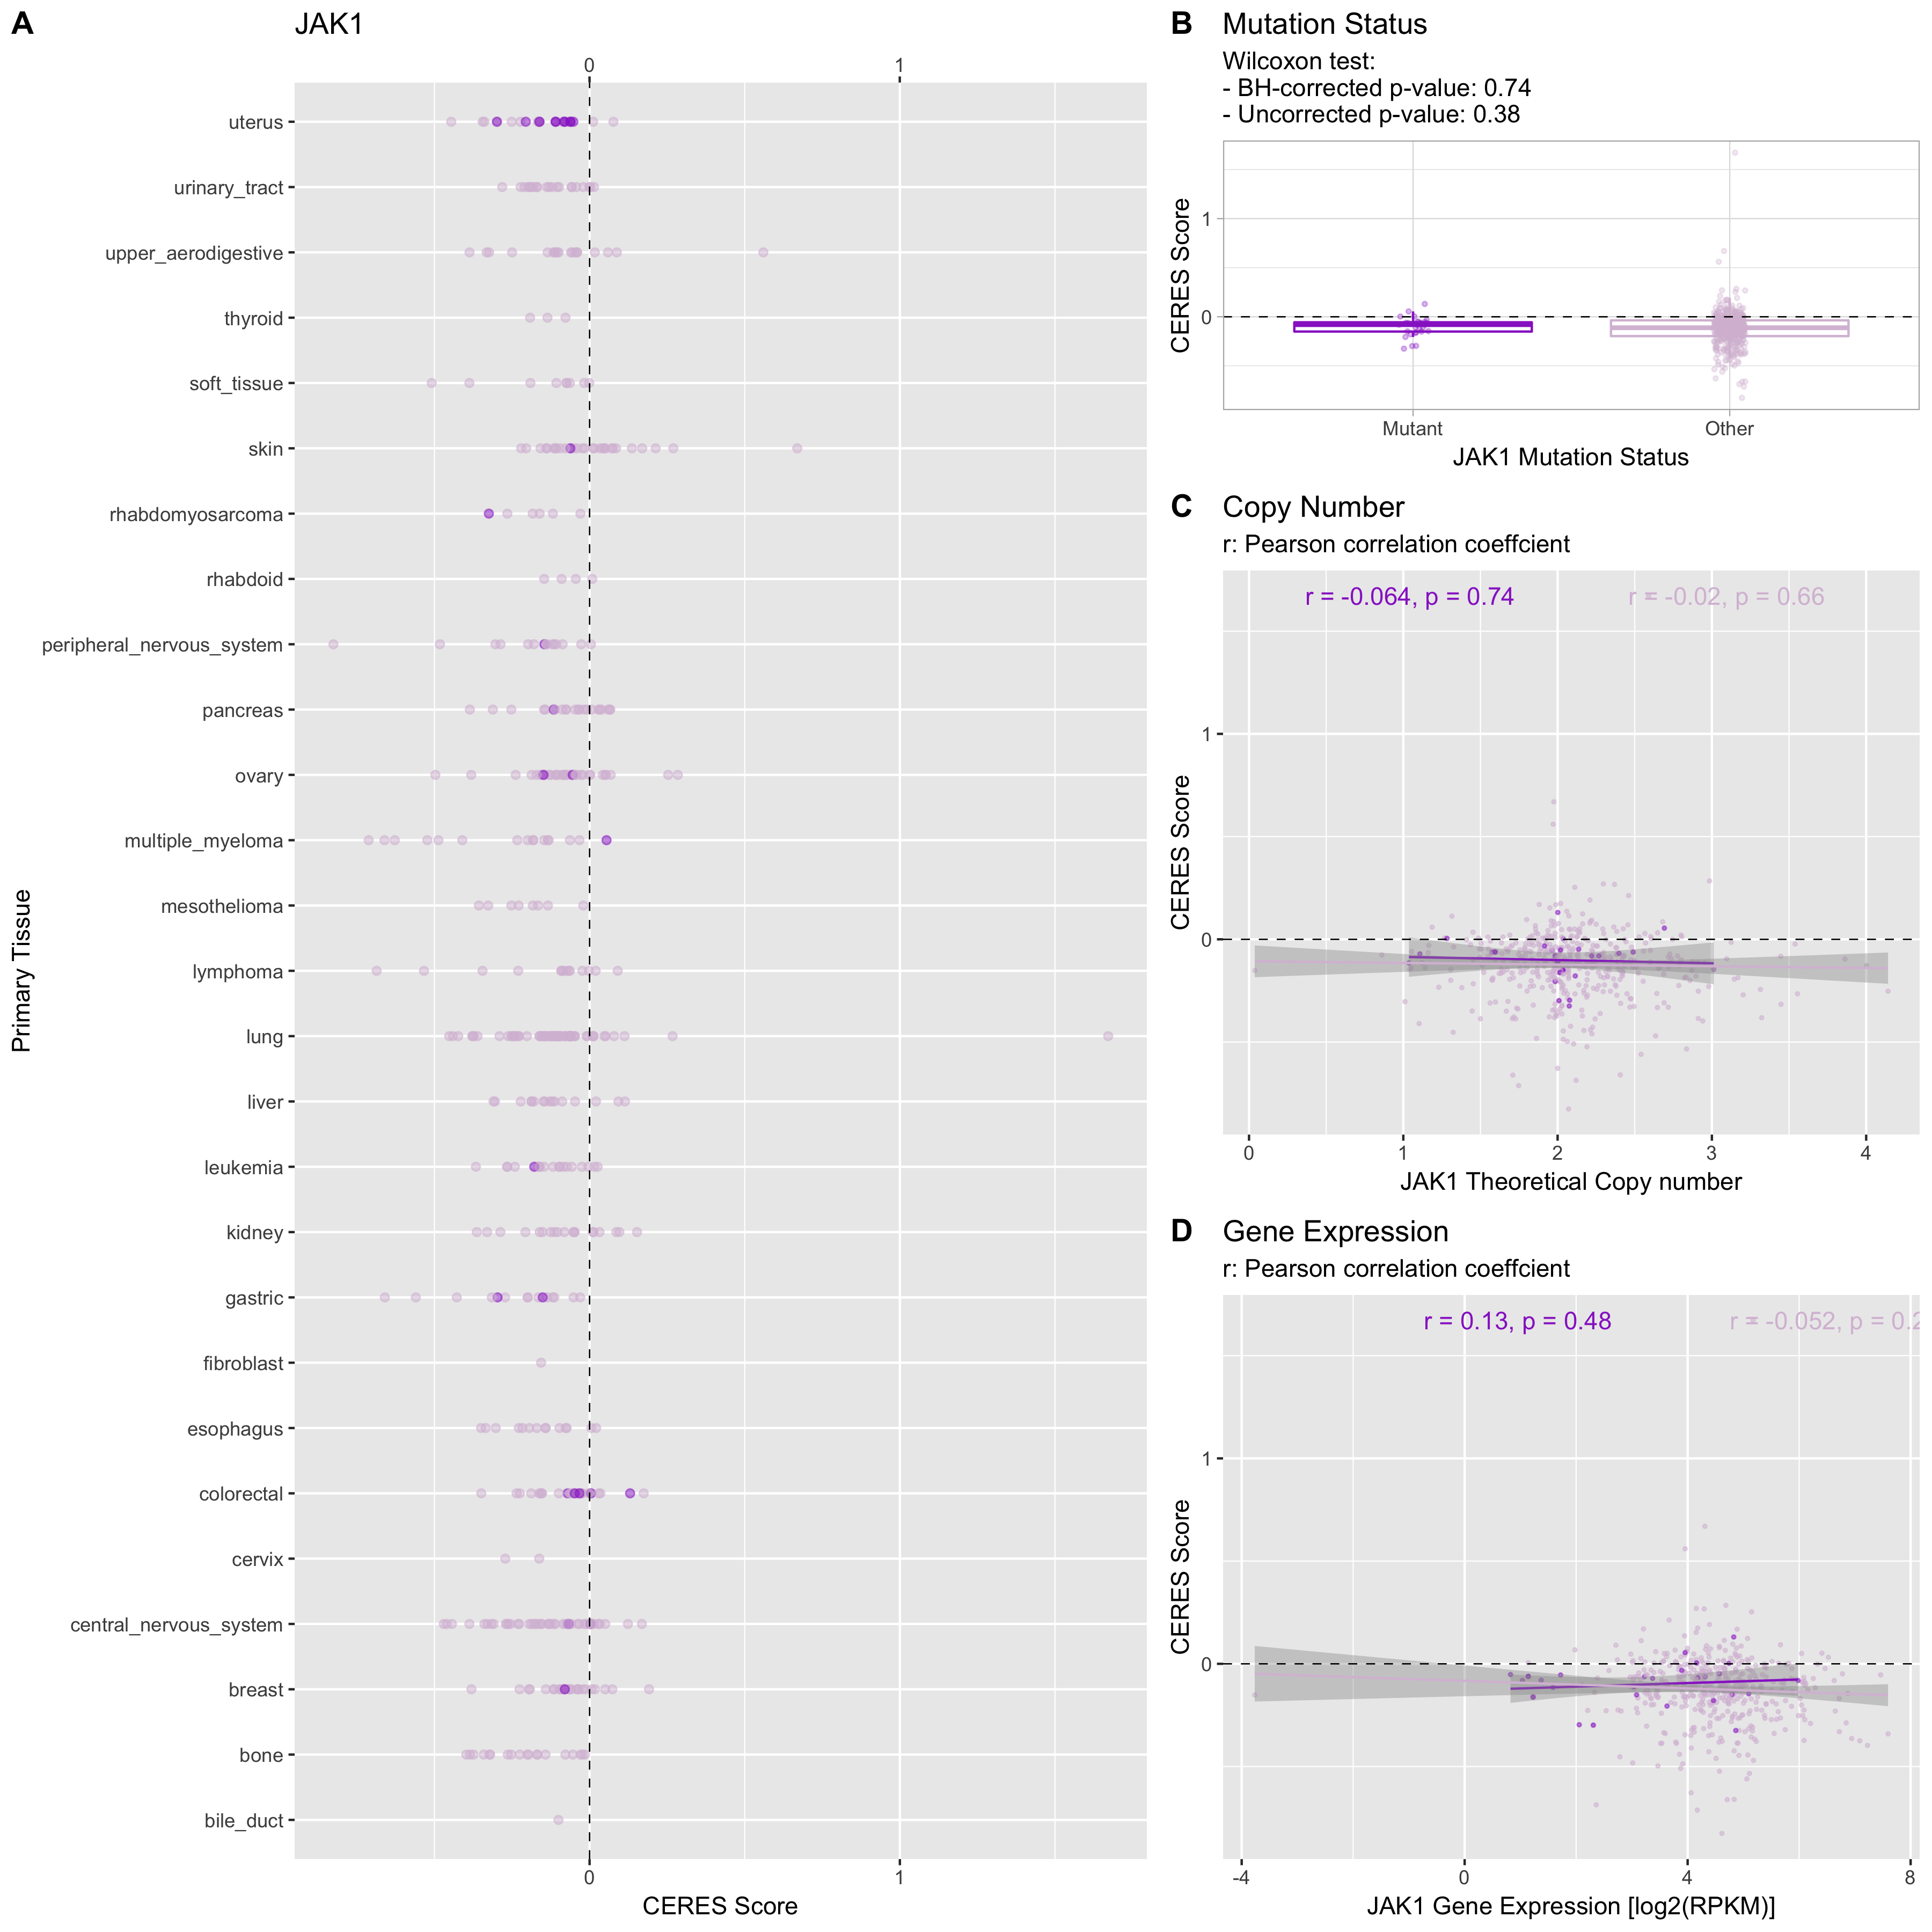 A
JAK1
0 1
uterus
urinary_tract
upper_aerodigestive
thyroid
soft_tissue
skin
rhabdomyosarcoma
rhabdoid
peripheral_nervous_system
pancreas
ovary
multiple_myeloma
mesothelioma
lymphoma
lung
liver
leukemia
kidney
gastric
fibroblast
esophagus
colorectal
cervix
central_nervous_system
breast
bone
bile_duct
Primary Tissue
0 1
CERES Score
B Mutation Status
Wilcoxon test:
- BH-corrected p-value: 0.74
- Uncorrected p-value: 0.38
1
0
CERES Score
Mutant Other
JAK1 Mutation Status
C Copy Number
r: Pearson correlation coeffcient
r = -0.064, p = 0.74 r = -0.02, p = 0.66
1
0
CERES Score
0 1 2 3 4
JAK1 Theoretical Copy number
D Gene Expression
r: Pearson correlation coeffcient
r = 0.13, p = 0.48 r = -0.052, p = 0.2
1
0
CERES Score
-4 0 4 8
JAK1 Gene Expression [log2(RPKM)]